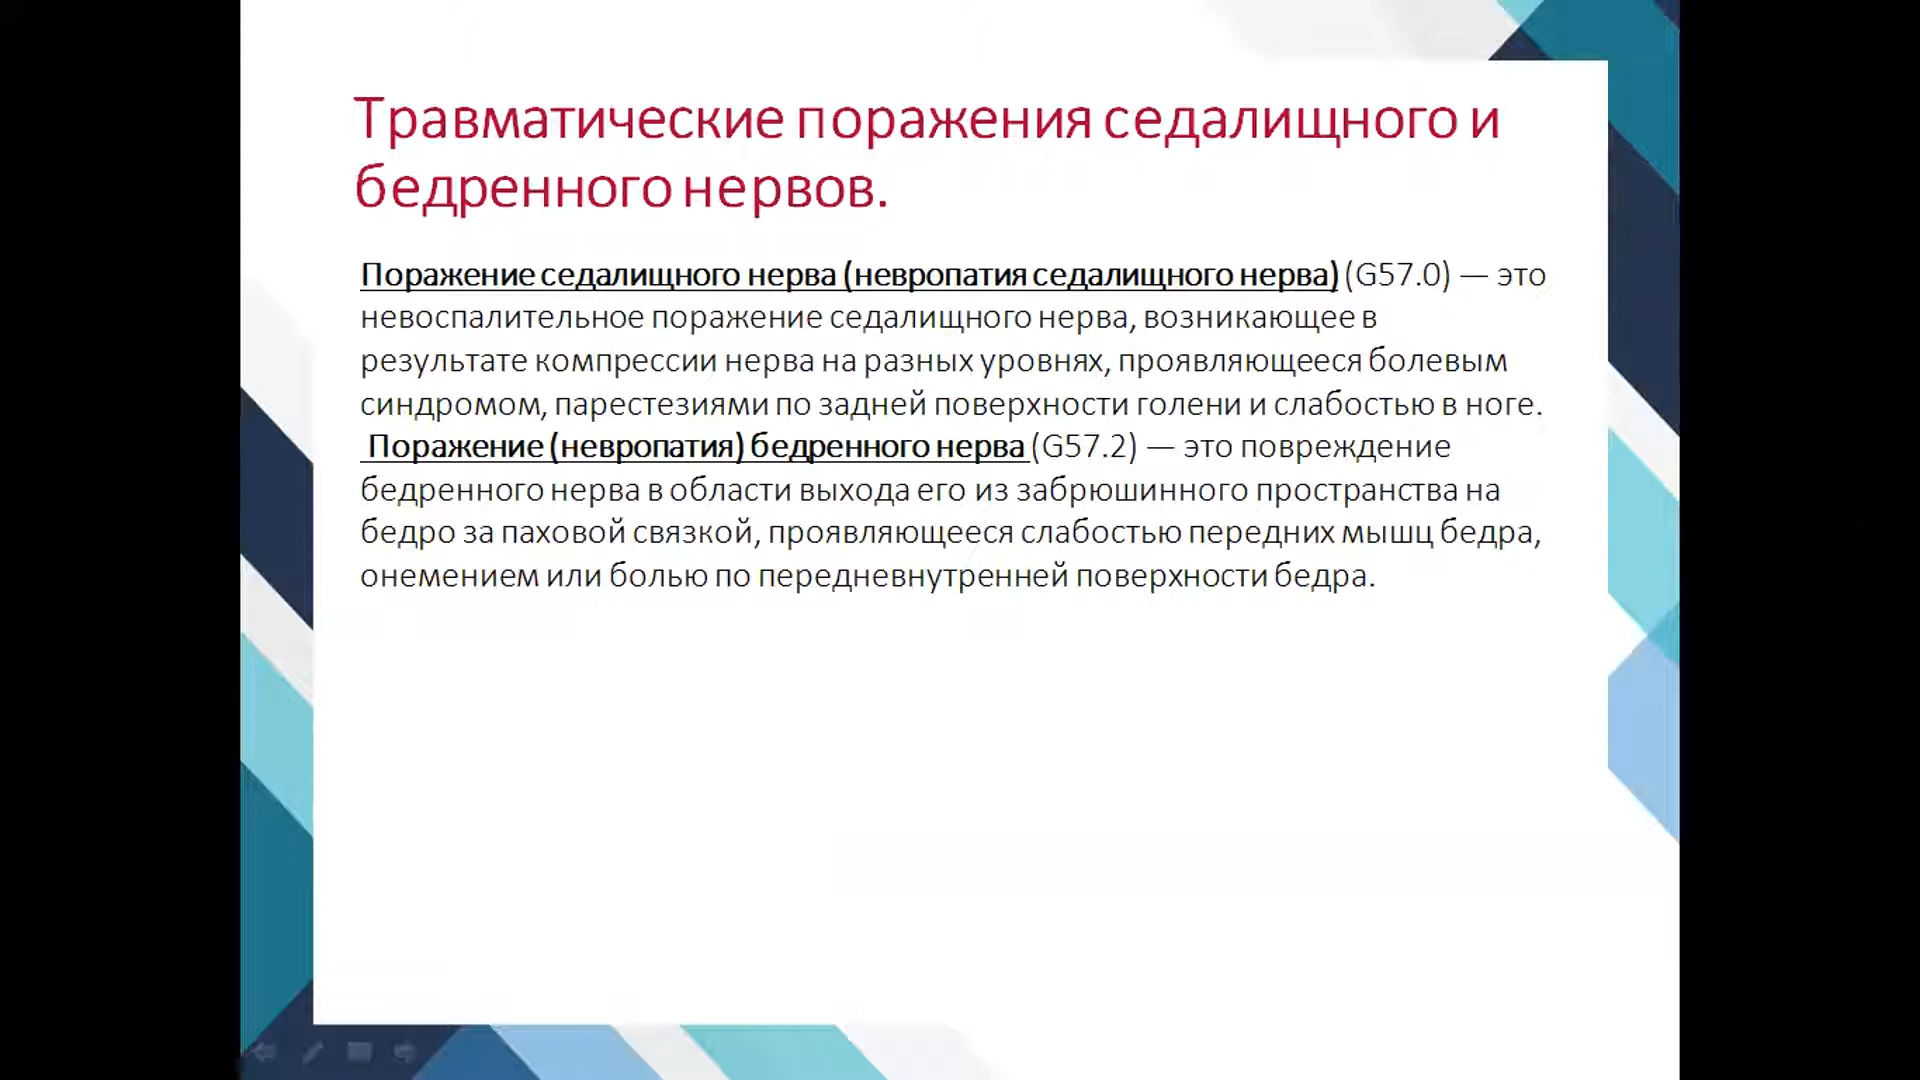 Травматические поражения седалищного и
бедренного нервов.
Поражение седалищного нерва (невропатия седалищного нерва) (G57.0) — это
невоспалительное поражение седалищного нерва, возникающее в
результате компрессии нерва на разных уровнях, проявляющееся болевым
синдромом, парестезиями по задней поверхности голени и слабостью в ноге.
Поражение (невропатия) бедренного нерва (G57.2) — это повреждение
бедренного нерва в области выхода его из забрюшинного пространства на
бедро за паховой связкой, проявляющееся слабостью передних мышц бедра,
онемением или болью по передневнутренней поверхности бедра.